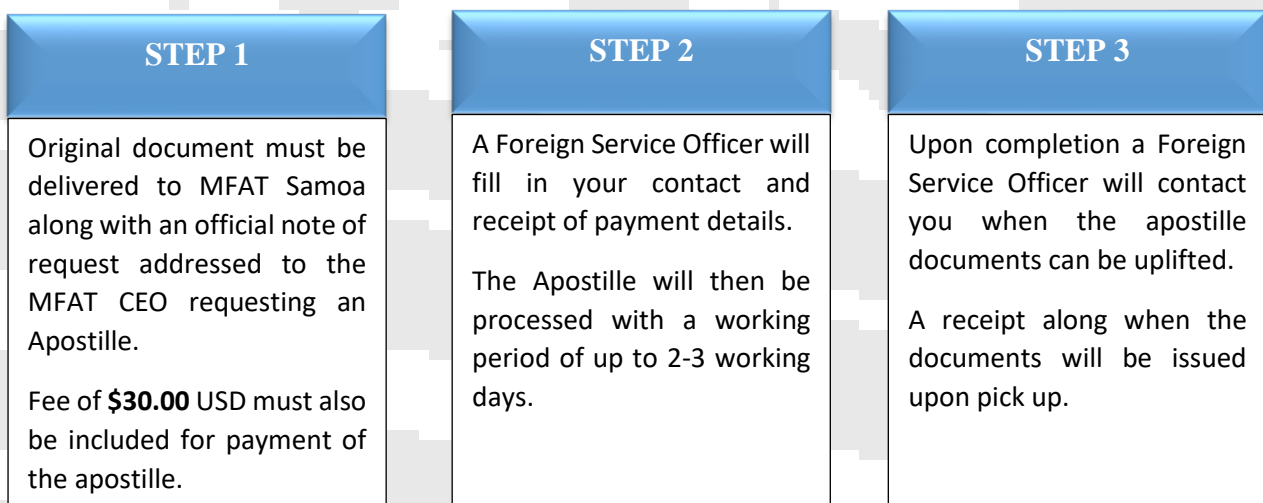 STEP 1
Original document must be
delivered to MFAT Samoa
along with an official note of
request addressed to the
MFAT CEO requesting an
Apostille.
Fee of $30.00 USD must also
be included for payment of
the apostille.
STEP 2
A Foreign Service Officer will
fill in your contact and
receipt of payment details.
The Apostille will then be
processed with a working
period of up to 2-3 working
days.
STEP 3
Upon completion a Foreign
Service Officer will contact
you when the apostille
documents can be uplifted.
A receipt along when the
documents will be issued
upon pick up.